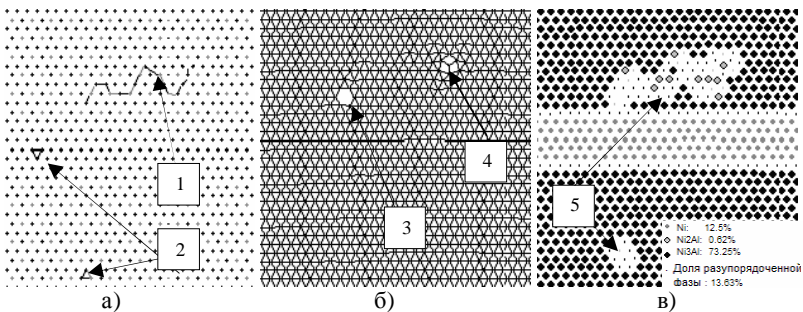 1
2
3
4
5
Ni: 12.5%
Ni2Al: 0.62%
Ni3Al: 73.25%
Доля разупорядоченной
фазы : 13.63%
а)
б)
в)